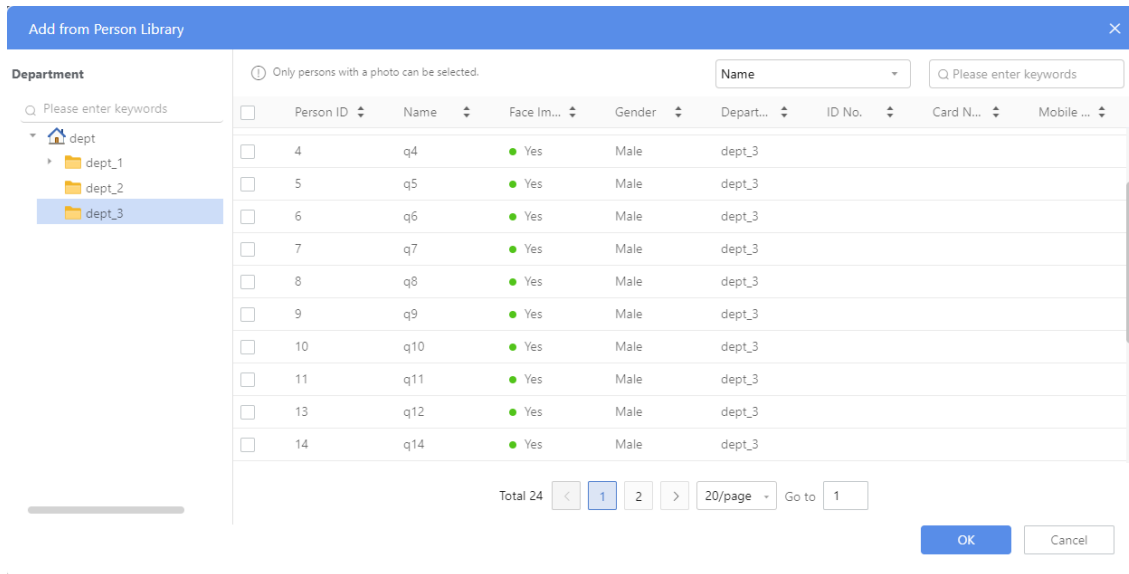 Add from Person Library
Department
Please enter keywords
dept
dept_1
dept_2
dept_3
Only persons with a photo can be selected.
Name
Please enter keywords
Person ID Name Face Im... Gender Depart... ID No. Card N... Mobile ...
4 q4 Yes Male dept_3
5 q5 Yes Male dept_3
6 q6 Yes Male dept_3
7 q7 Yes Male dept_3
8 q8 Yes Male dept_3
9 q9 Yes Male dept_3
10 q10 Yes Male dept_3
11 q11 Yes Male dept_3
13 q12 Yes Male dept_3
14 q14 Yes Male dept_3
Total 24 < 1 2 > 20/page Go to 1
OK Cancel